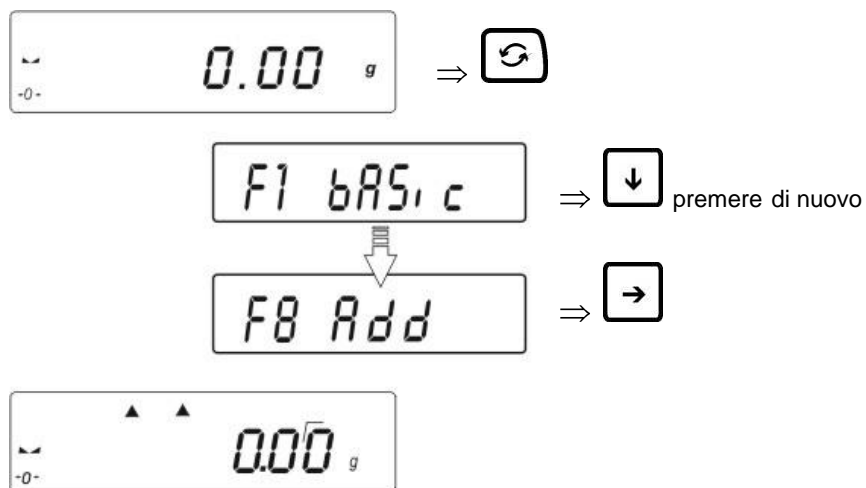 0.00 g
-0-
F1 bASic
premere di nuovo
F8 Add
0.00 g
-0-